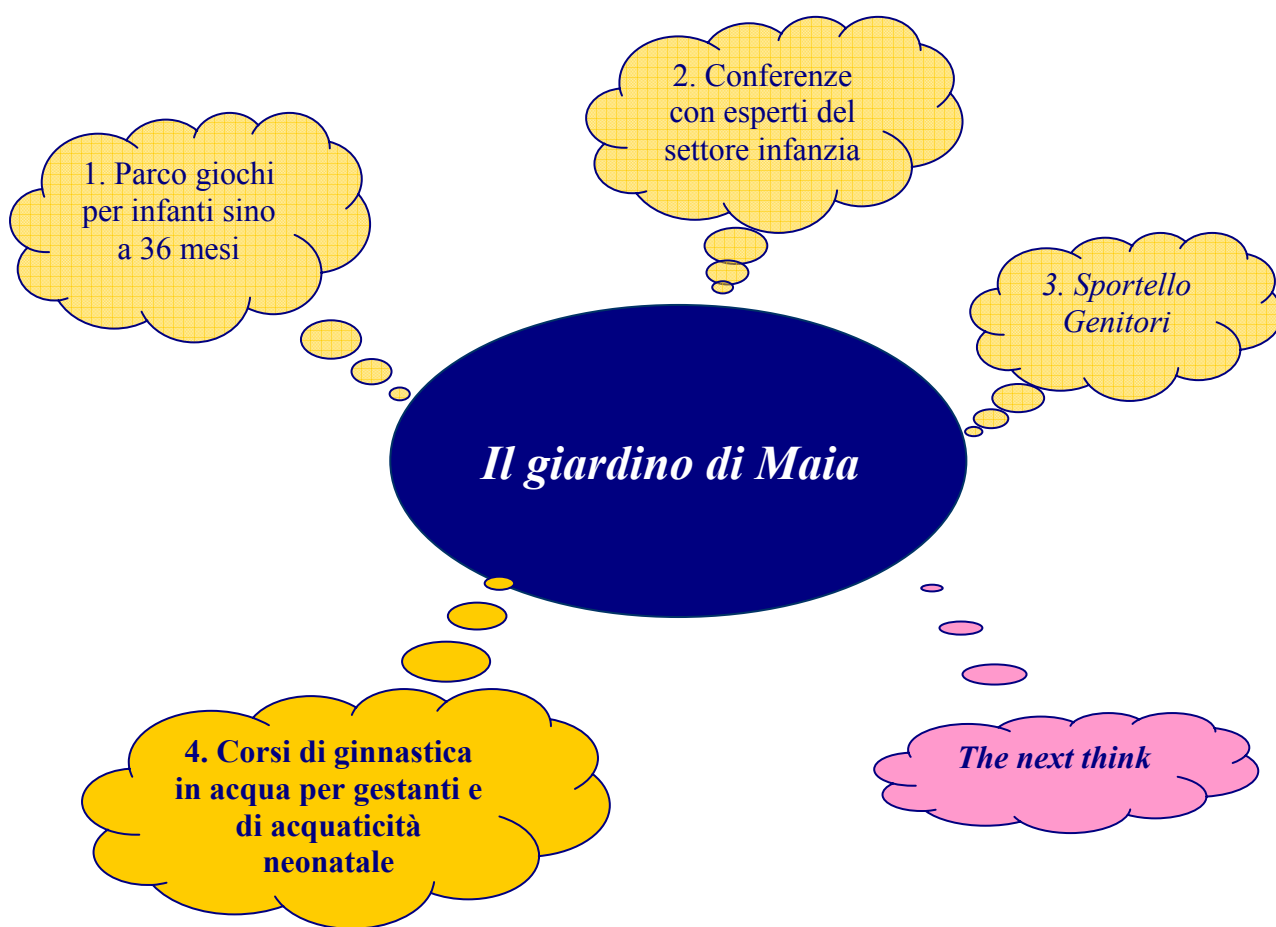 1. Parco giochi
per infanti sino
a 36 mesi
2. Conferenze
con esperti del
settore infanzia
3. Sportello
Genitori
Il giardino di Maia
4. Corsi di ginnastica
in acqua per gestanti e
di acquaticità
neonatale
The next think